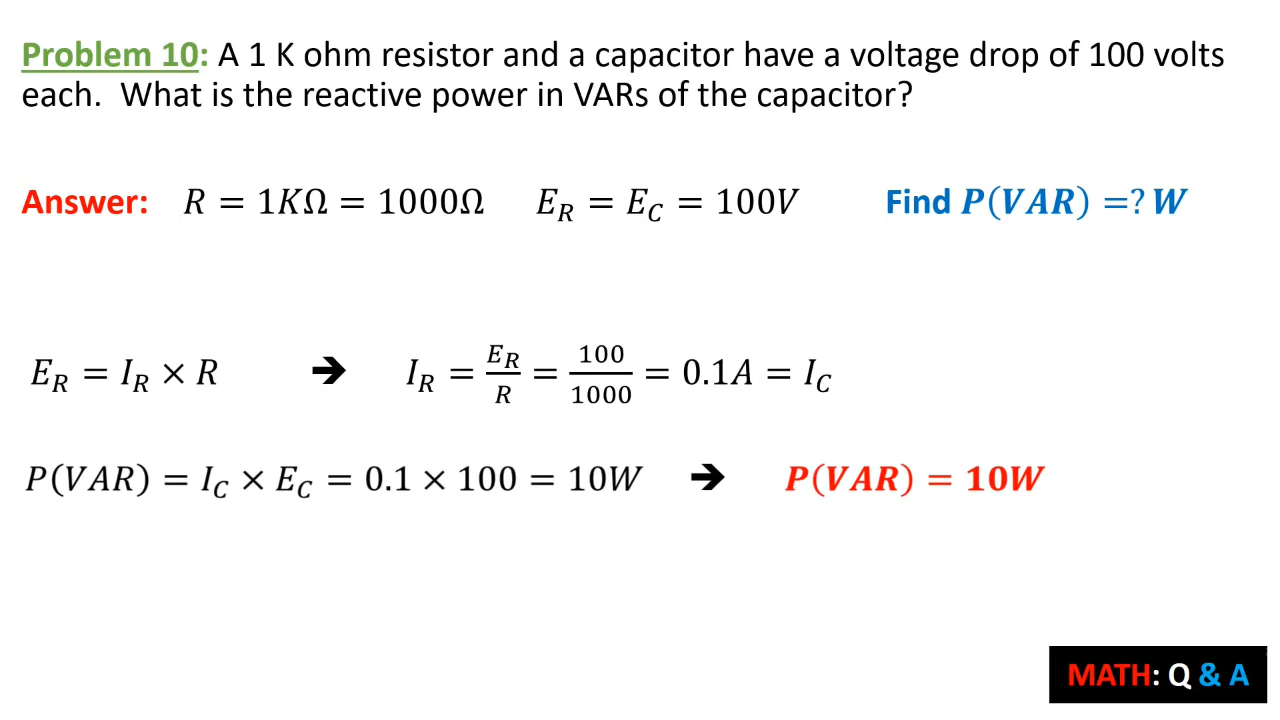 Problem 10: A 1 K ohm resistor and a capacitor have a voltage drop of 100 volts
each.  What is the reactive power in VARs of the capacitor?
Answer: R = 1KΩ = 1000Ω E_R = E_C = 100V Find P(VAR) =? W
E_R = I_R × R ➔ I_R = E_R/R = 100/1000 = 0.1A = I_C
P(VAR) = I_C × E_C = 0.1 × 100 = 10W ➔ P(VAR) = 10W
MATH: Q & A